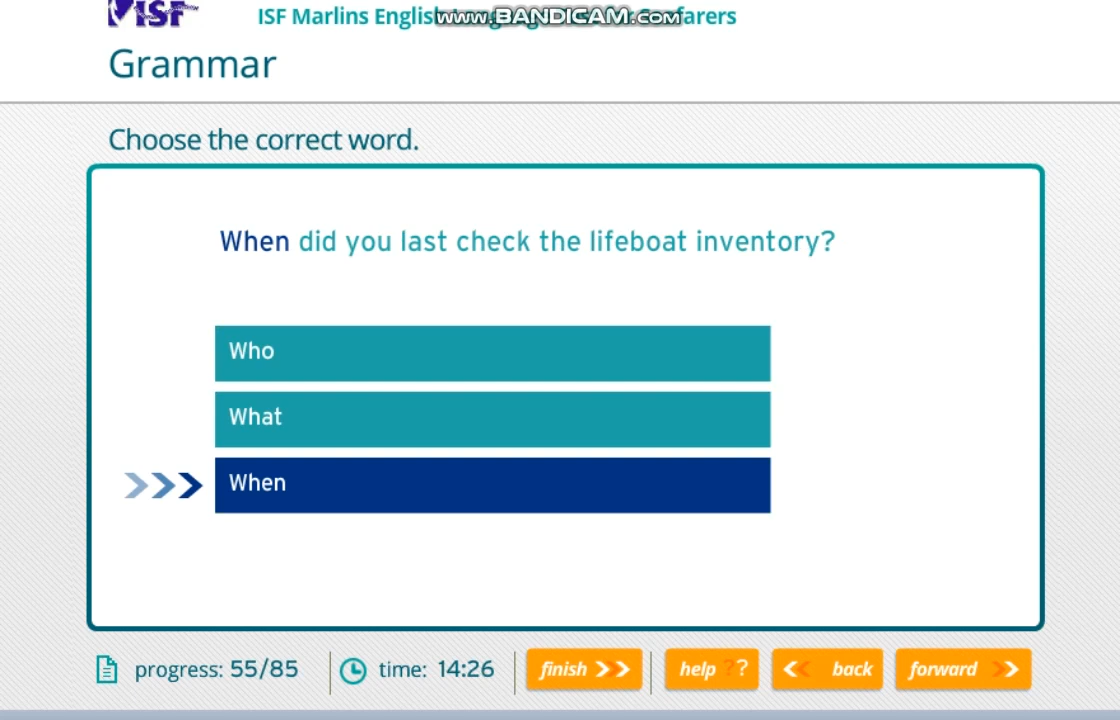 ISF
ISF Marlins English
www.BANDICAM.com
Grammar
Choose the correct word.
When did you last check the lifeboat inventory?
Who
What
When
progress: 55/85
time: 14:26
finish
help ??
back
forward